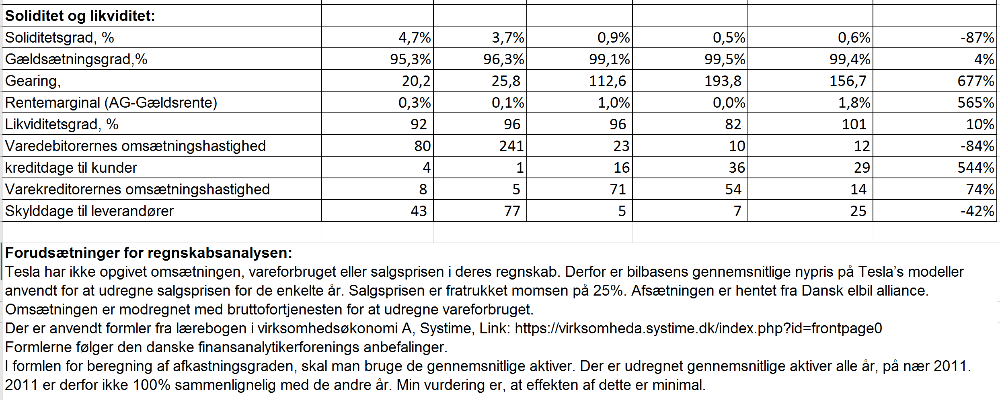 Soliditet og likviditet:
Soliditetsgrad, % 4,7% 3,7% 0,9% 0,5% 0,6% -87%
Gældsætningsgrad,% 95,3% 96,3% 99,1% 99,5% 99,4% 4%
Gearing, 20,2 25,8 112,6 193,8 156,7 677%
Rentemarginal (AG-Gældsrente) 0,3% 0,1% 1,0% 0,0% 1,8% 565%
Likviditetsgrad, % 92 96 96 82 101 10%
Varedebitorernes omsætningshastighed 80 241 23 10 12 -84%
kreditdage til kunder 4 1 16 36 29 544%
Varekreditorernes omsætningshastighed 8 5 71 54 14 74%
Skylddage til leverandører 43 77 5 7 25 -42%
Forudsætninger for regnskabsanalysen:
Tesla har ikke opgivet omsætningen, vareforbruget eller salgsprisen i deres regnskab. Derfor er bilbasens gennemsnitlige nypris på Tesla’s modeller
anvendt for at udregne salgsprisen for de enkelte år. Salgsprisen er fratrukket momsen på 25%. Afsætningen er hentet fra Dansk elbil alliance.
Omsætningen er modregnet med bruttofortjenesten for at udregne vareforbruget.
Der er anvendt formler fra lærebogen i virksomhedsøkonomi A, Systime, Link: https://virksomheda.systime.dk/index.php?id=frontpage0
Formlerne følger den danske finansanalytikerforenings anbefalinger.
I formlen for beregning af afkastningsgraden, skal man bruge de gennemsnitlige aktiver. Der er udregnet gennemsnitlige aktiver alle år, på nær 2011.
2011 er derfor ikke 100% sammenlignelig med de andre år. Min vurdering er, at effekten af dette er minimal.